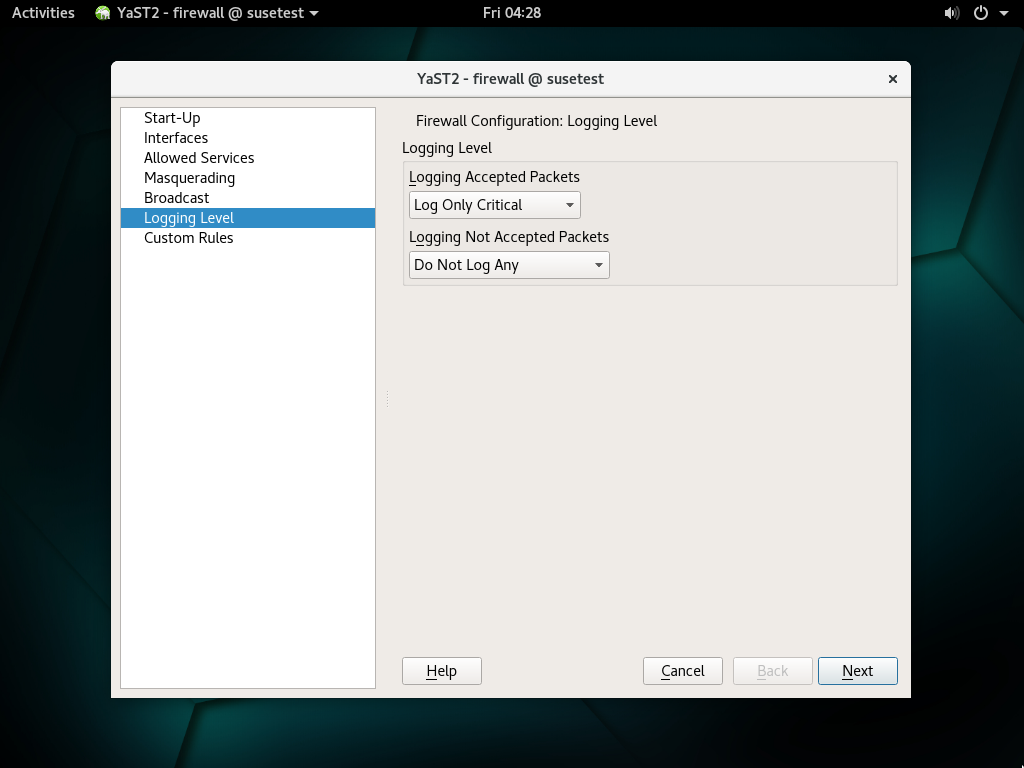 Activities YaST2 - firewall @ susetest Fri 04:28
YaST2 - firewall @ susetest
Start-Up
Interfaces
Allowed Services
Masquerading
Broadcast
Logging Level
Custom Rules
Firewall Configuration: Logging Level
Logging Level
Logging Accepted Packets
Log Only Critical
Logging Not Accepted Packets
Do Not Log Any
Help Cancel Back Next